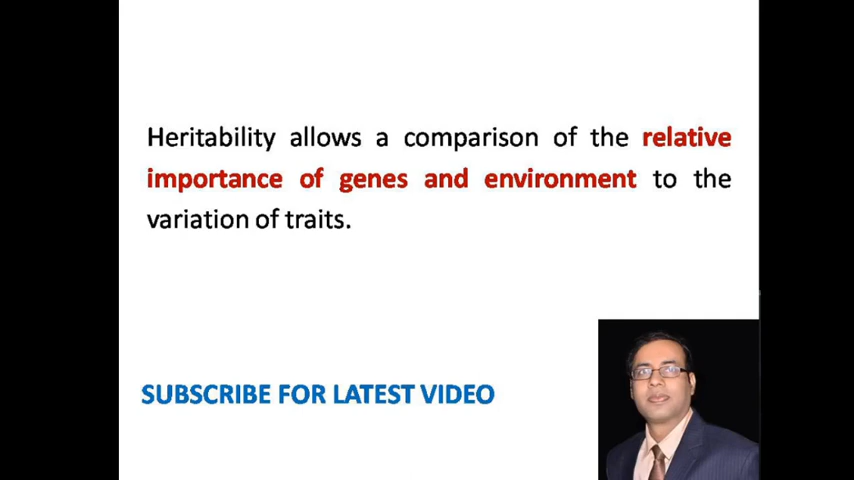 Heritability allows a comparison of the relative
importance of genes and environment to the
variation of traits.
SUBSCRIBE FOR LATEST VIDEO